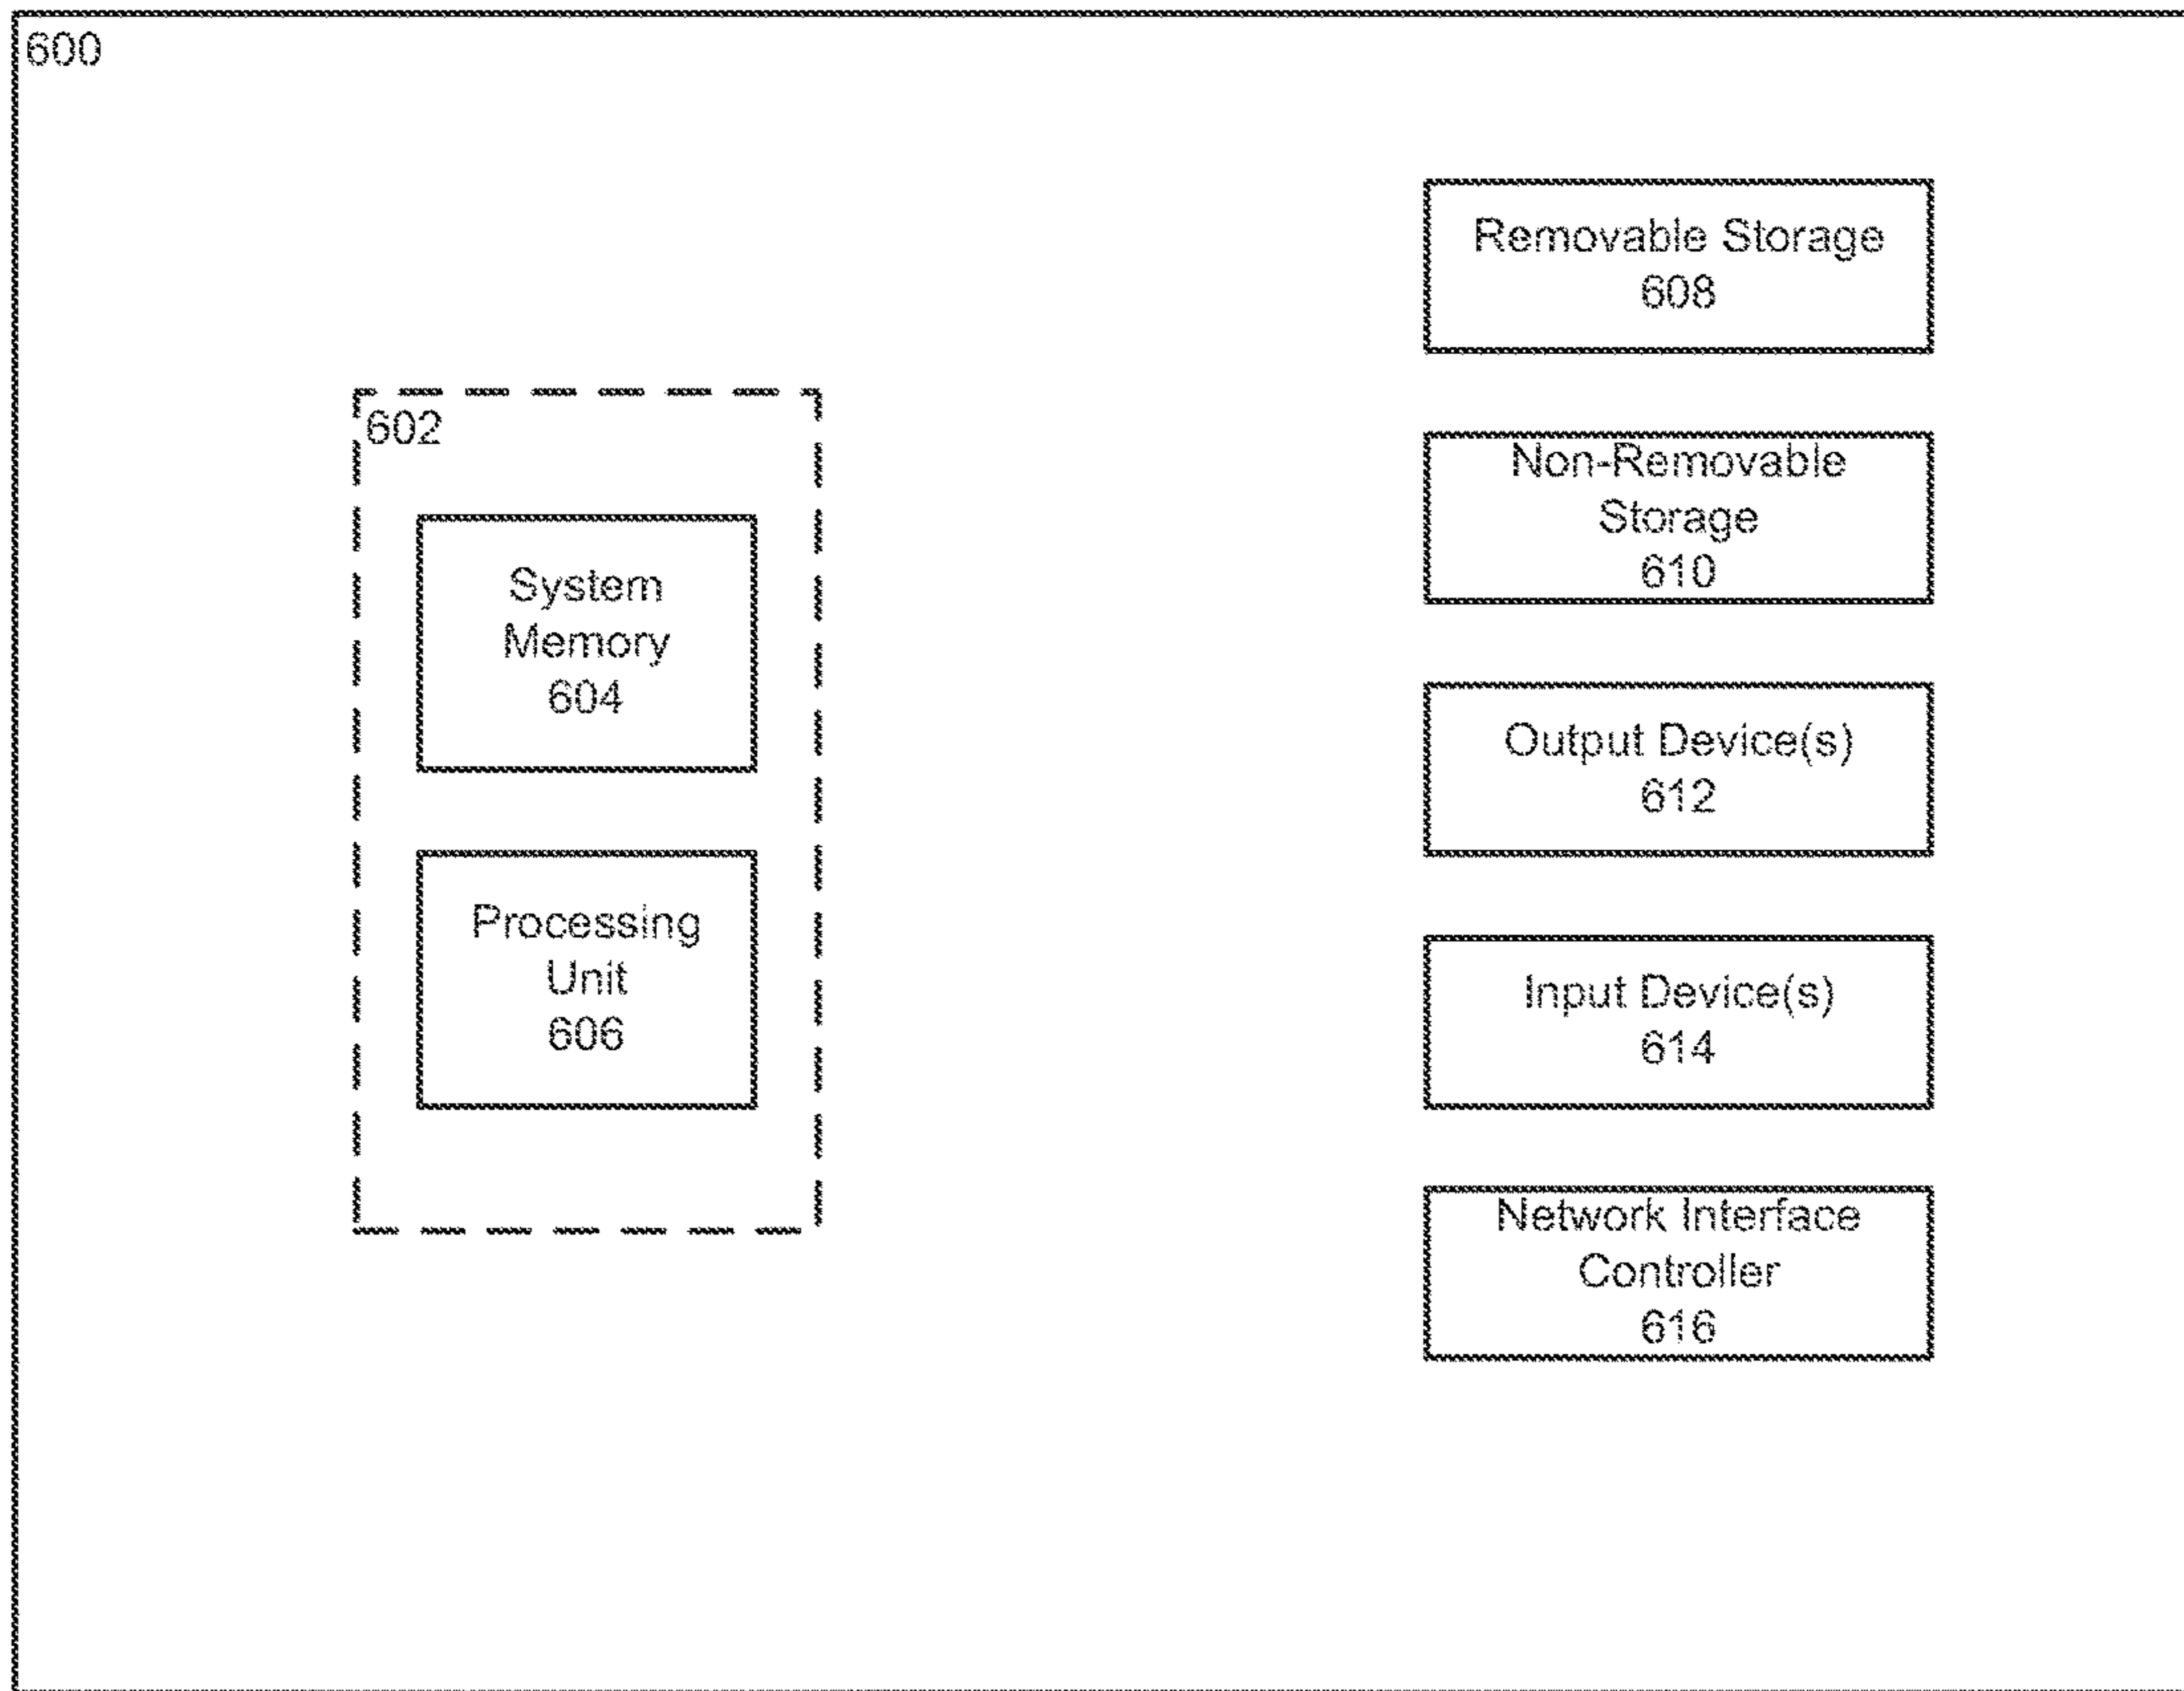 600
602
System
Memory
604
Processing
Unit
606
Removable Storage
608
Non-Removable
Storage
610
Output Device(s)
612
Input Device(s)
614
Network Interface
Controller
616